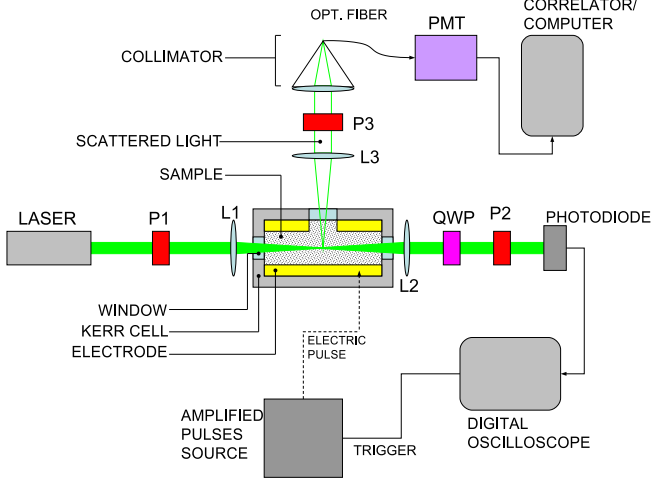 CORRELATOR/
COMPUTER
OPT. FIBER
PMT
COLLIMATOR
P3
SCATTERED LIGHT
L3
SAMPLE
LASER
P1
L1
QWP
P2
PHOTODIODE
L2
WINDOW
KERR CELL
ELECTRODE
ELECTRIC
PULSE
AMPLIFIED
PULSES
SOURCE
TRIGGER
DIGITAL
OSCILLOSCOPE